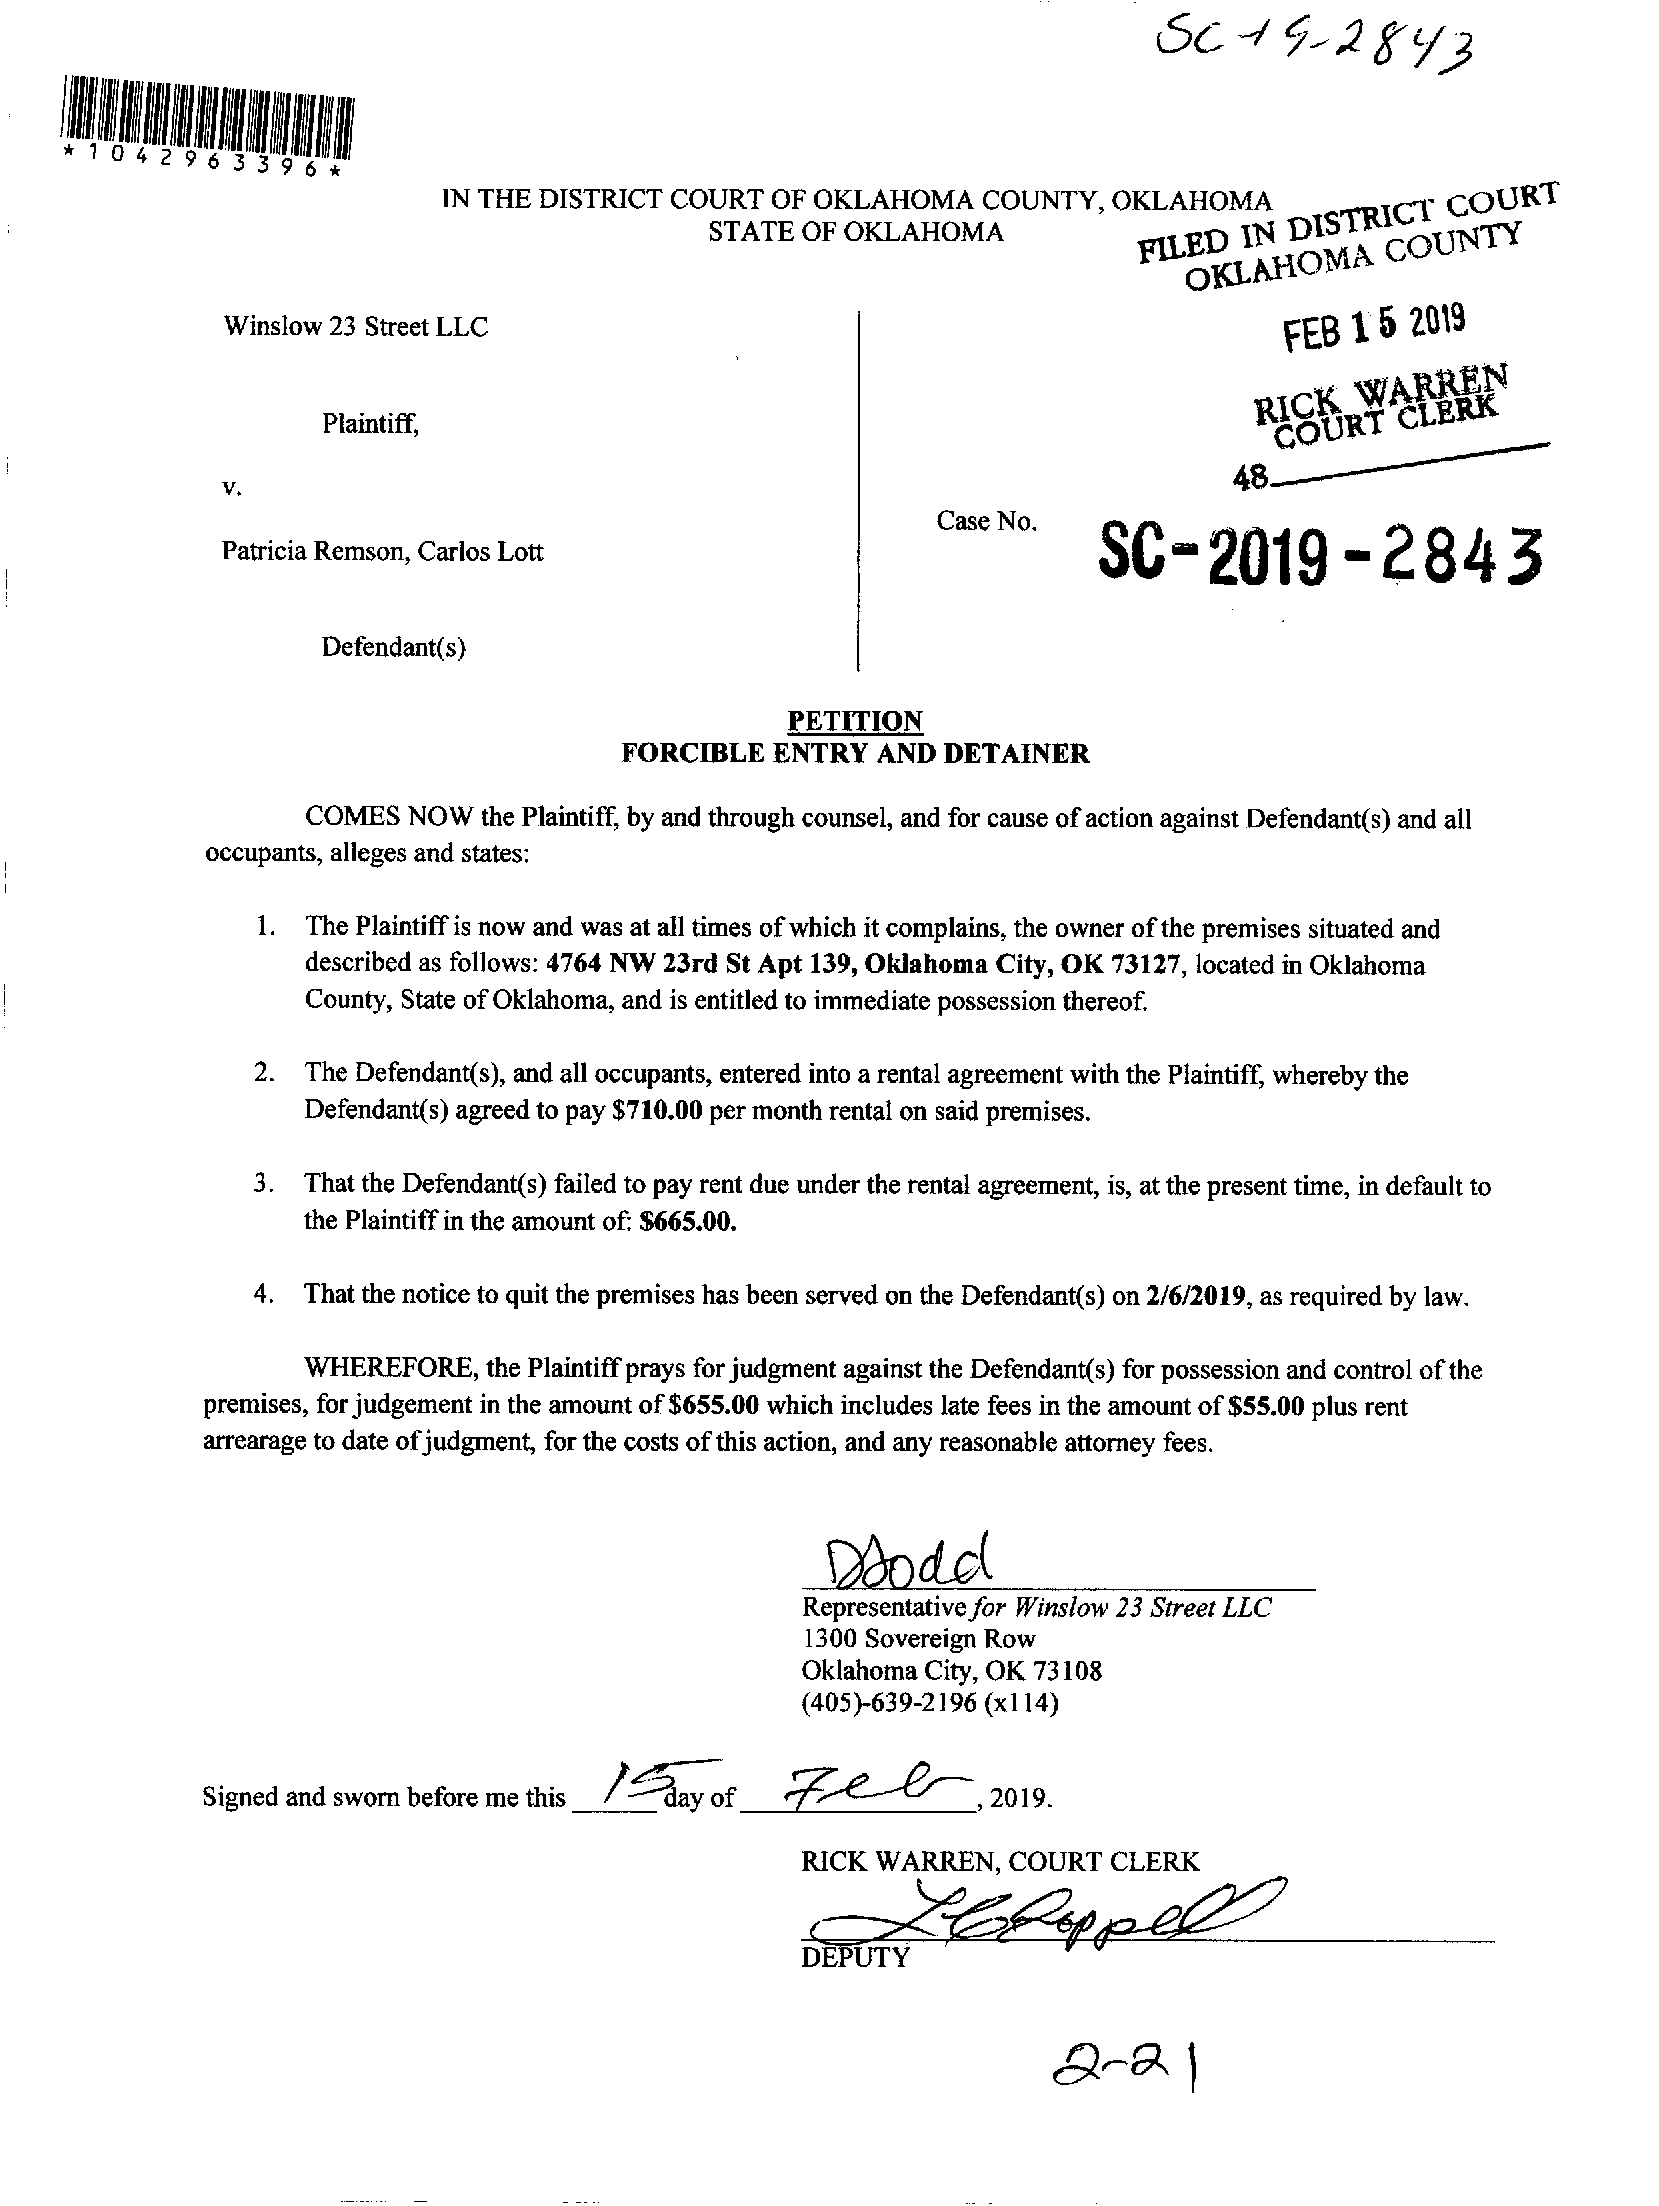 SC-19-2843
*1042963396*
IN THE DISTRICT COURT OF OKLAHOMA COUNTY, OKLAHOMA
STATE OF OKLAHOMA
FILED IN DISTRICT COURT
OKLAHOMA COUNTY
FEB 15 2019
RICK WARREN
COURT CLERK
48
Winslow 23 Street LLC
Plaintiff,
v.
Patricia Remson, Carlos Lott
Defendant(s)
Case No.
SC-2019-2843
PETITION
FORCIBLE ENTRY AND DETAINER
COMES NOW the Plaintiff, by and through counsel, and for cause of action against Defendant(s) and all
occupants, alleges and states:
1. The Plaintiff is now and was at all times of which it complains, the owner of the premises situated and
described as follows: 4764 NW 23rd St Apt 139, Oklahoma City, OK 73127, located in Oklahoma
County, State of Oklahoma, and is entitled to immediate possession thereof.
2. The Defendant(s), and all occupants, entered into a rental agreement with the Plaintiff, whereby the
Defendant(s) agreed to pay $710.00 per month rental on said premises.
3. That the Defendant(s) failed to pay rent due under the rental agreement, is, at the present time, in default to
the Plaintiff in the amount of: $665.00.
4. That the notice to quit the premises has been served on the Defendant(s) on 2/6/2019, as required by law.
WHEREFORE, the Plaintiff prays for judgment against the Defendant(s) for possession and control of the
premises, for judgement in the amount of $655.00 which includes late fees in the amount of $55.00 plus rent
arrearage to date of judgment, for the costs of this action, and any reasonable attorney fees.
Representative for Winslow 23 Street LLC
1300 Sovereign Row
Oklahoma City, OK 73108
(405)-639-2196 (x114)
Signed and sworn before me this 15 day of Feb, 2019.
RICK WARREN, COURT CLERK
DEPUTY
2-21